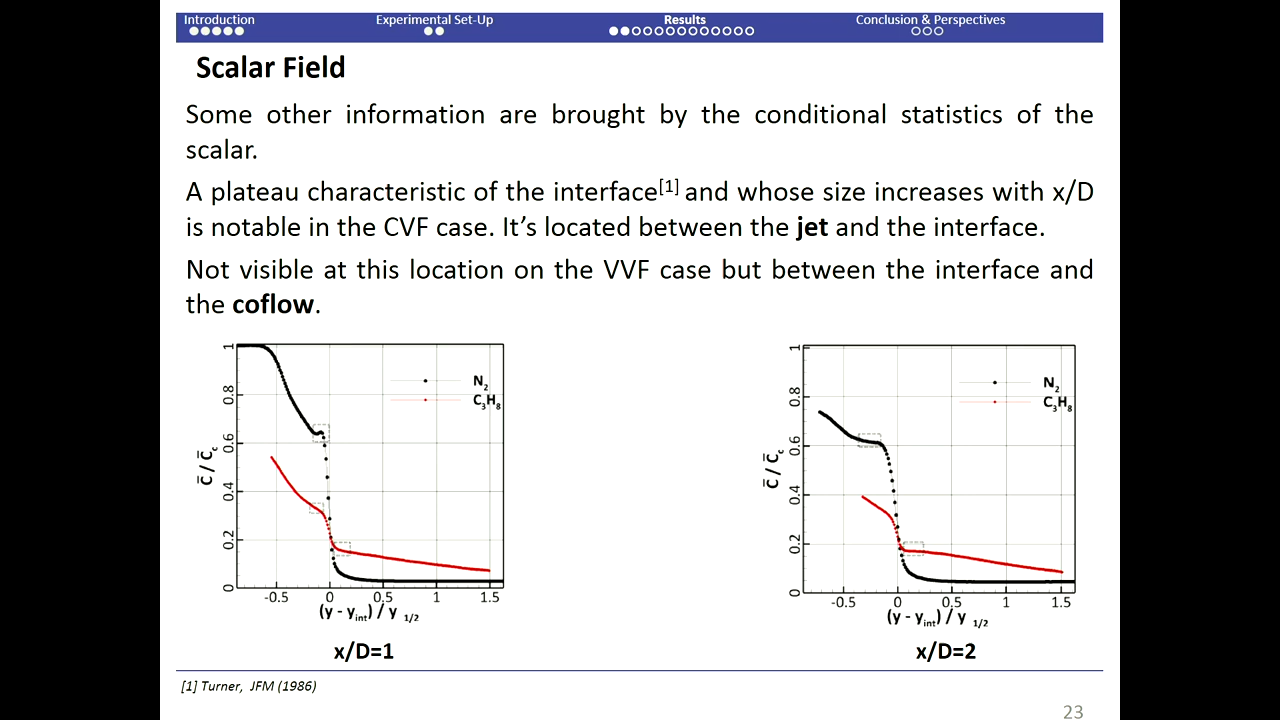 Introduction Experimental Set-Up Results Conclusion & Perspectives
Scalar Field
Some other information are brought by the conditional statistics of the
scalar.
A plateau characteristic of the interface[1] and whose size increases with x/D
is notable in the CVF case. It’s located between the jet and the interface.
Not visible at this location on the VVF case but between the interface and
the coflow.
1
0.8
0.6
0.4
0.2
0
C̅ / C̅c
N2
C3H8
-0.5 0 0.5 1 1.5
(y - yint) / y 1/2
x/D=1
1
0.8
0.6
0.4
0.2
0
C̅ / C̅c
N2
C3H8
-0.5 0 0.5 1 1.5
(y - yint) / y 1/2
x/D=2
[1] Turner, JFM (1986)
23